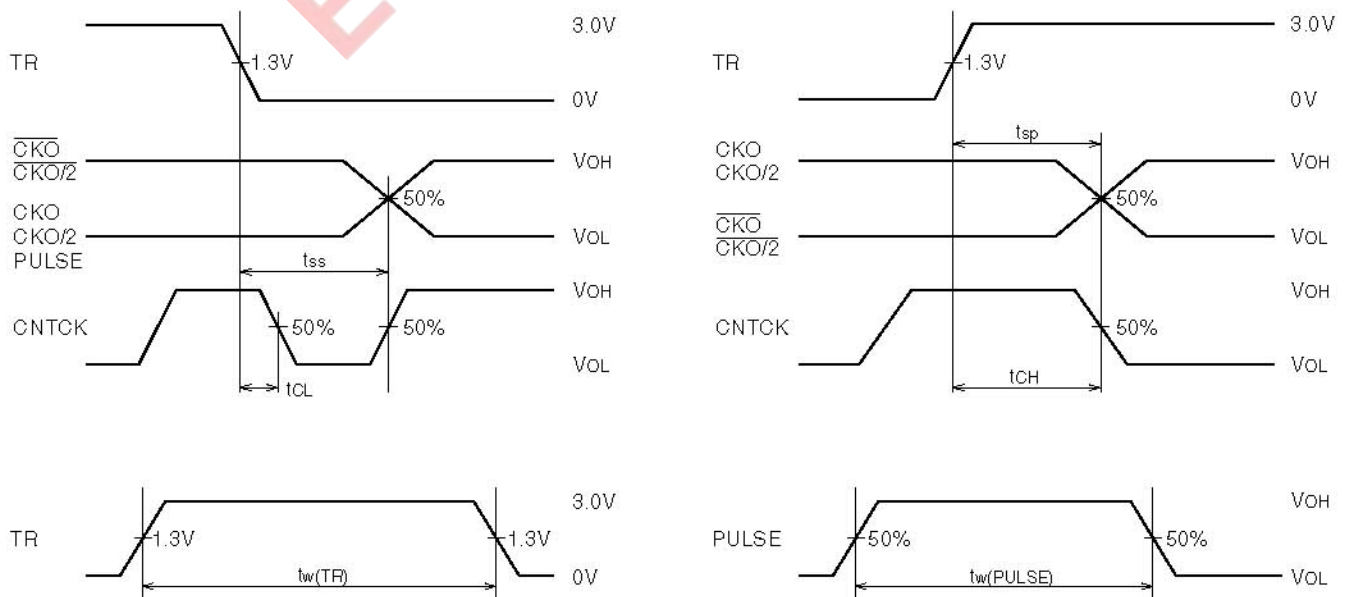 3.0V
TR
1.3V
0V
CKO
CKO/2
VOH
50%
CKO
CKO/2
PULSE
VOL
tss
VOH
CNTCK
50%
50%
VOL
tCL
3.0V
TR
1.3V
0V
tsp
CKO
CKO/2
VOH
50%
CKO
CKO/2
VOL
VOH
CNTCK
50%
tCH
VOL
3.0V
TR
1.3V
1.3V
tw(TR)
0V
VOH
PULSE
50%
50%
tw(PULSE)
VOL